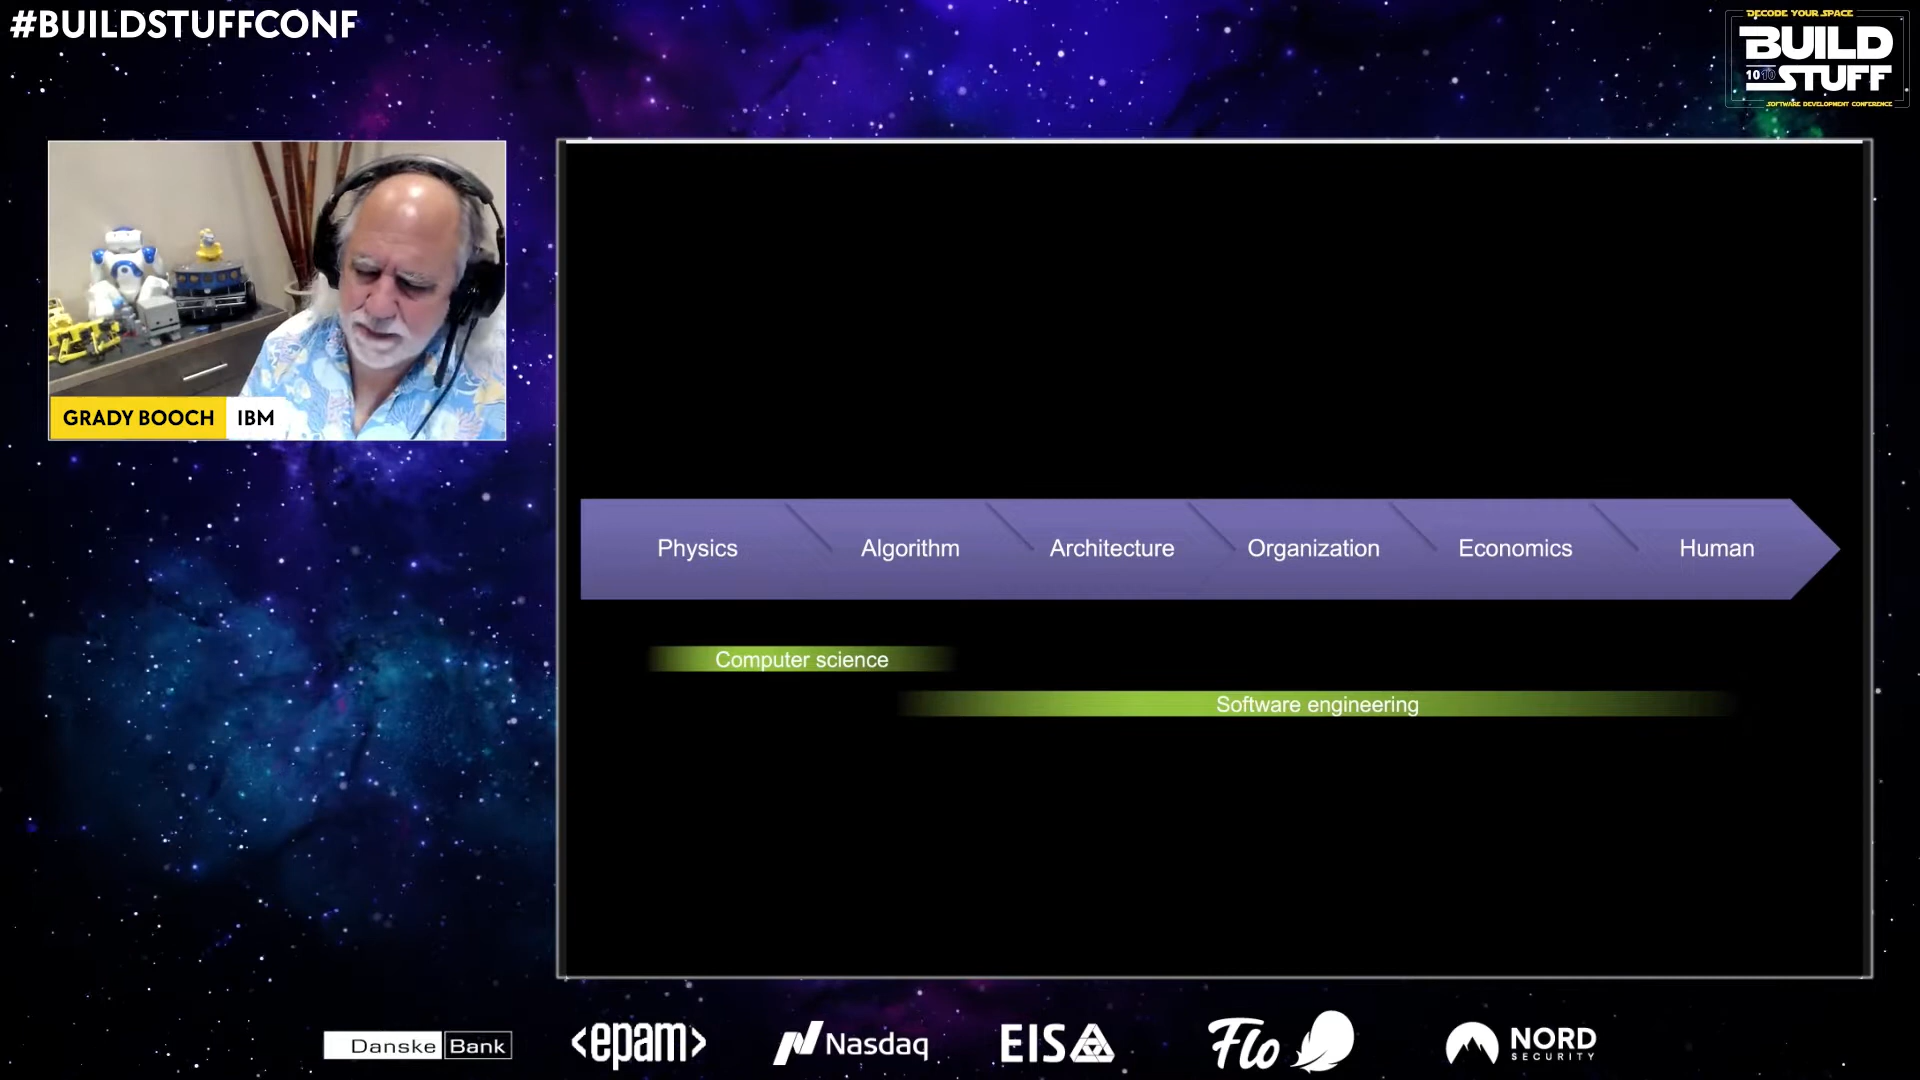 #BUILDSTUFFCONF
DECODE YOUR SPACE
BUILD
1010 STUFF
SOFTWARE DEVELOPMENT CONFERENCE
GRADY BOOCH IBM
Physics Algorithm Architecture Organization Economics Human
Computer science
Software engineering
Danske Bank <epam> Nasdaq EIS Flo NORD
SECURITY